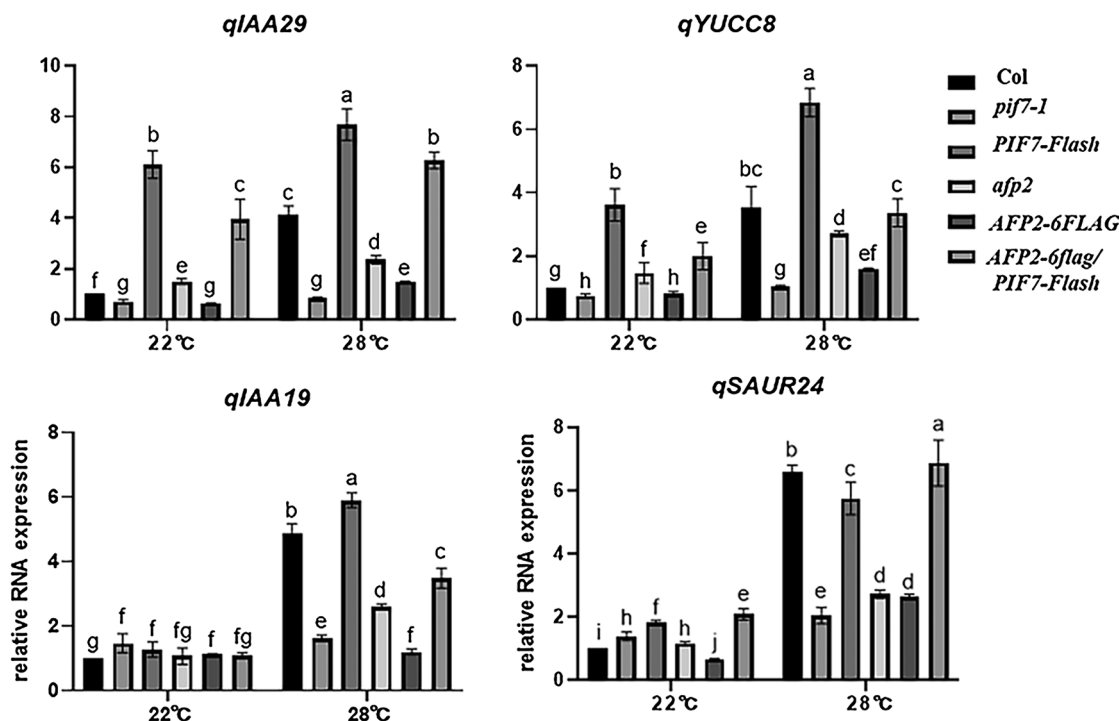 qIAA29
10
8
6
4
2
0
f
g
b
e
g
c
c
g
a
d
e
b
22°C
28°C
qYUCC8
8
6
4
2
0
g
h
b
f
h
e
bc
g
a
d
ef
c
22°C
28°C
Col
pif7-1
PIF7-Flash
afp2
AFP2-6FLAG
AFP2-6flag/
PIF7-Flash
qIAA19
relative RNA expression
8
6
4
2
0
g
f
f
fg
f
fg
b
e
a
d
f
c
22°C
28°C
qSAUR24
relative RNA expression
8
6
4
2
0
i
h
f
h
j
e
b
e
c
d
d
a
22°C
28°C